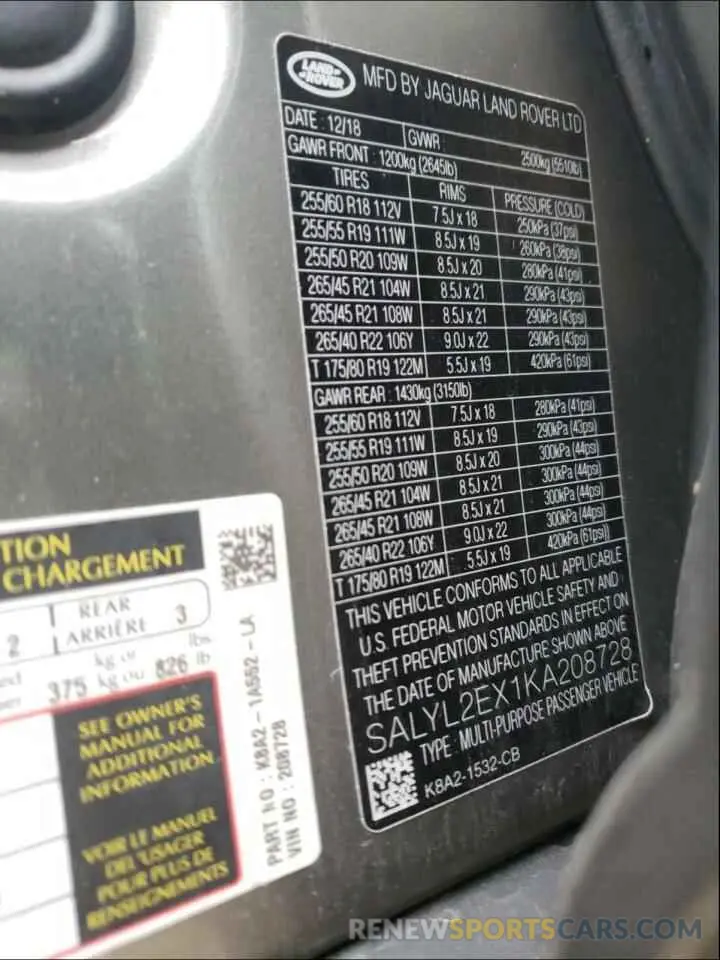 LAND ROVER
MFD BY JAGUAR LAND ROVER LTD
DATE : 12/18 GVWR : 2500kg (5510lb)
GAWR FRONT : 1200kg (2645lb)
TIRES RIMS PRESSURE (COLD)
255/60 R18 112V 7.5J x 18 250kPa (37psi)
255/55 R19 111W 8.5J x 19 260kPa (38psi)
255/50 R20 109W 8.5J x 20 280kPa (41psi)
265/45 R21 104W 8.5J x 21 290kPa (43psi)
265/45 R21 108W 8.5J x 21 290kPa (43psi)
265/40 R22 106Y 9.0J x 22 290kPa (43psi)
T 175/80 R19 122M 5.5J x 19 420kPa (61psi)
GAWR REAR : 1430kg (3150lb)
255/60 R18 112V 7.5J x 18 280kPa (41psi)
255/55 R19 111W 8.5J x 19 290kPa (43psi)
255/50 R20 109W 8.5J x 20 300kPa (44psi)
265/45 R21 104W 8.5J x 21 300kPa (44psi)
265/45 R21 108W 8.5J x 21 300kPa (44psi)
265/40 R22 106Y 9.0J x 22 300kPa (44psi)
T 175/80 R19 122M 5.5J x 19 420kPa (61psi))
THIS VEHICLE CONFORMS TO ALL APPLICABLE
U.S. FEDERAL MOTOR VEHICLE SAFETY AND
THEFT PREVENTION STANDARDS IN EFFECT ON
THE DATE OF MANUFACTURE SHOWN ABOVE
SALYL2EX1KA208728
TYPE : MULTI-PURPOSE PASSENGER VEHICLE
K8A2-1532-CB
TION
CHARGEMENT
2 REAR 3
ARRIÈRE
kg or lbs
375 kg ou 826 lb
SEE OWNER'S
MANUAL FOR
ADDITIONAL
INFORMATION.
VOIR LE MANUEL
DE L'USAGER
POUR PLUS DE
RENSEIGNEMENTS
PART NO : K8A2 - 1A552 - LA
VIN NO : 208728
RENEWSPORTSCARS.COM